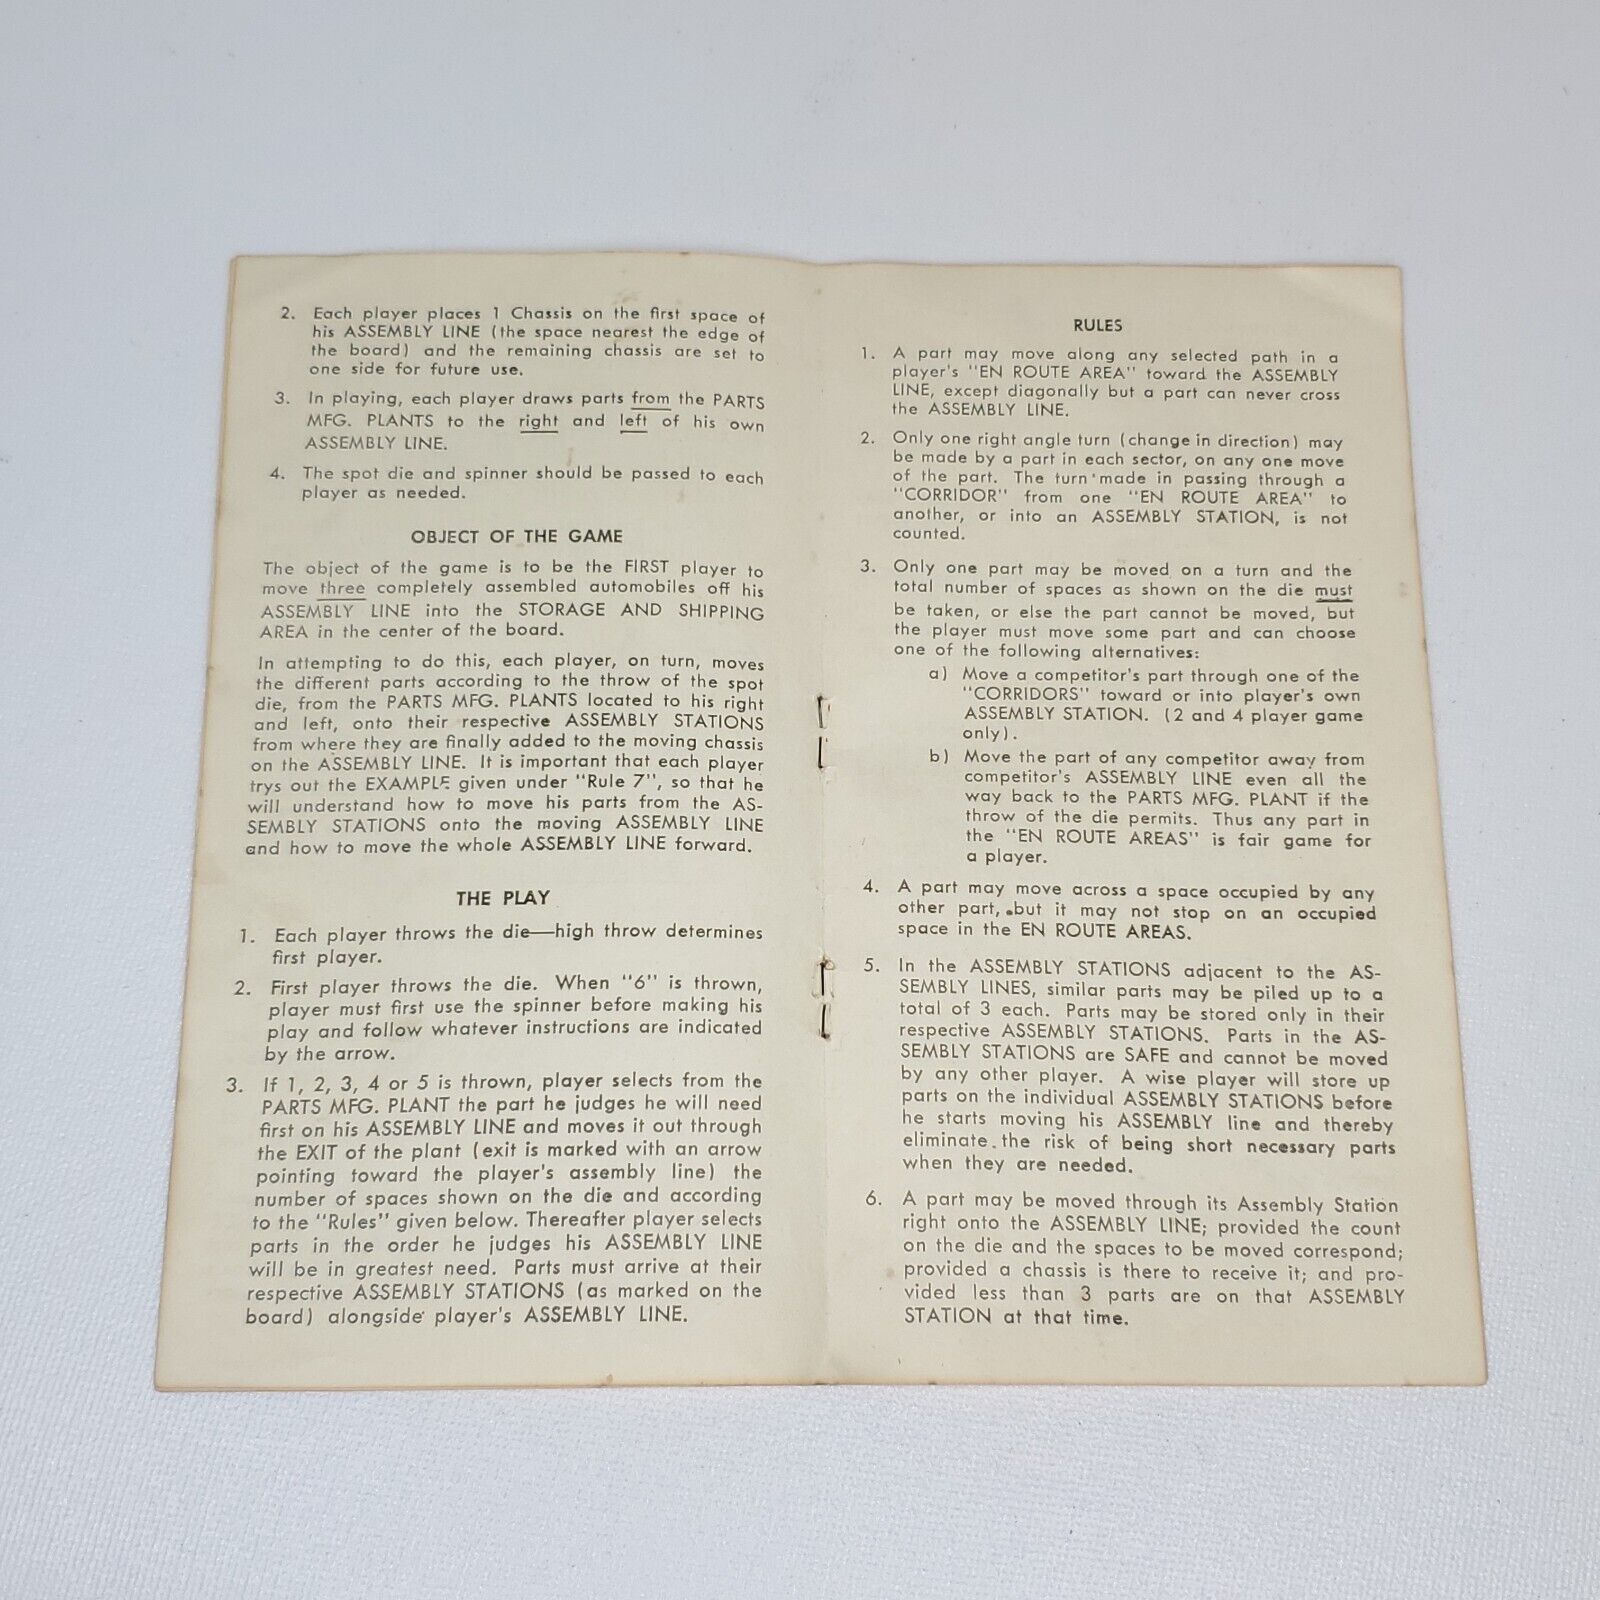 2. Each player places 1 Chassis on the first space of
his ASSEMBLY LINE (the space nearest the edge of
the board) and the remaining chassis are set to
one side for future use.
3. In playing, each player draws parts from the PARTS
MFG. PLANTS to the right and left of his own
ASSEMBLY LINE.
4. The spot die and spinner should be passed to each
player as needed.
OBJECT OF THE GAME
The object of the game is to be the FIRST player to
move three completely assembled automobiles off his
ASSEMBLY LINE into the STORAGE AND SHIPPING
AREA in the center of the board.
In attempting to do this, each player, on turn, moves
the different parts according to the throw of the spot
die, from the PARTS MFG. PLANTS located to his right
and left, onto their respective ASSEMBLY STATIONS
from where they are finally added to the moving chassis
on the ASSEMBLY LINE. It is important that each player
trys out the EXAMPLE given under "Rule 7", so that he
will understand how to move his parts from the AS-
SEMBLY STATIONS onto the moving ASSEMBLY LINE
and how to move the whole ASSEMBLY LINE forward.
THE PLAY
1. Each player throws the die—high throw determines
first player.
2. First player throws the die. When "6" is thrown,
player must first use the spinner before making his
play and follow whatever instructions are indicated
by the arrow.
3. If 1, 2, 3, 4 or 5 is thrown, player selects from the
PARTS MFG. PLANT the part he judges he will need
first on his ASSEMBLY LINE and moves it out through
the EXIT of the plant (exit is marked with an arrow
pointing toward the player's assembly line) the
number of spaces shown on the die and according
to the "Rules" given below. Thereafter player selects
parts in the order he judges his ASSEMBLY LINE
will be in greatest need. Parts must arrive at their
respective ASSEMBLY STATIONS (as marked on the
board) alongside player's ASSEMBLY LINE.
RULES
1. A part may move along any selected path in a
player's "EN ROUTE AREA" toward the ASSEMBLY
LINE, except diagonally but a part can never cross
the ASSEMBLY LINE.
2. Only one right angle turn (change in direction) may
be made by a part in each sector, on any one move
of the part. The turn made in passing through a
"CORRIDOR" from one "EN ROUTE AREA" to
another, or into an ASSEMBLY STATION, is not
counted.
3. Only one part may be moved on a turn and the
total number of spaces as shown on the die must
be taken, or else the part cannot be moved, but
the player must move some part and can choose
one of the following alternatives:
a) Move a competitor's part through one of the
"CORRIDORS" toward or into player's own
ASSEMBLY STATION. (2 and 4 player game
only).
b) Move the part of any competitor away from
competitor's ASSEMBLY LINE even all the
way back to the PARTS MFG. PLANT if the
throw of the die permits. Thus any part in
the "EN ROUTE AREAS" is fair game for
a player.
4. A part may move across a space occupied by any
other part, but it may not stop on an occupied
space in the EN ROUTE AREAS.
5. In the ASSEMBLY STATIONS adjacent to the AS-
SEMBLY LINES, similar parts may be piled up to a
total of 3 each. Parts may be stored only in their
respective ASSEMBLY STATIONS. Parts in the AS-
SEMBLY STATIONS are SAFE and cannot be moved
by any other player. A wise player will store up
parts on the individual ASSEMBLY STATIONS before
he starts moving his ASSEMBLY line and thereby
eliminate the risk of being short necessary parts
when they are needed.
6. A part may be moved through its Assembly Station
right onto the ASSEMBLY LINE; provided the count
on the die and the spaces to be moved correspond;
provided a chassis is there to receive it; and pro-
vided less than 3 parts are on that ASSEMBLY
STATION at that time.